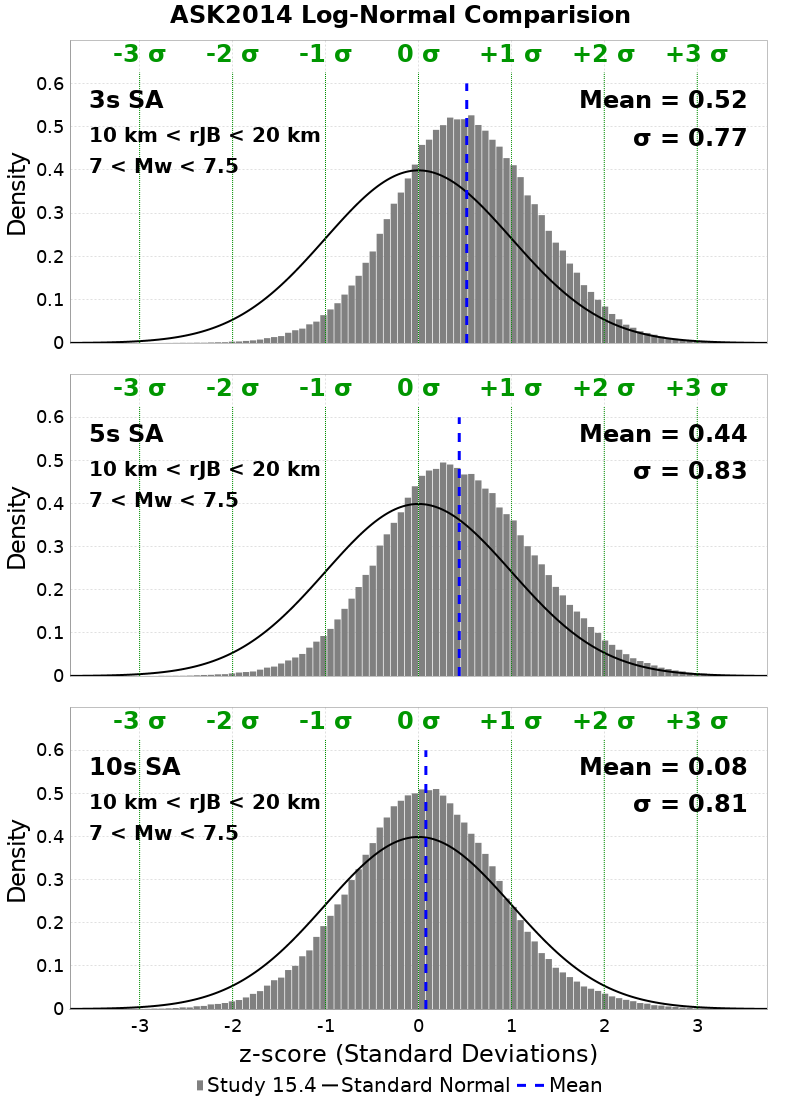 ASK2014 Log-Normal Comparision
-3 σ -2 σ -1 σ 0 σ +1 σ +2 σ +3 σ
3s SA
10 km < rJB < 20 km
7 < Mw < 7.5
Mean = 0.52
σ = 0.77
0.6
0.5
0.4
0.3
0.2
0.1
0
Density
-3 σ -2 σ -1 σ 0 σ +1 σ +2 σ +3 σ
5s SA
10 km < rJB < 20 km
7 < Mw < 7.5
Mean = 0.44
σ = 0.83
0.6
0.5
0.4
0.3
0.2
0.1
0
Density
-3 σ -2 σ -1 σ 0 σ +1 σ +2 σ +3 σ
10s SA
10 km < rJB < 20 km
7 < Mw < 7.5
Mean = 0.08
σ = 0.81
0.6
0.5
0.4
0.3
0.2
0.1
0
Density
-3 -2 -1 0 1 2 3
z-score (Standard Deviations)
Study 15.4 Standard Normal Mean